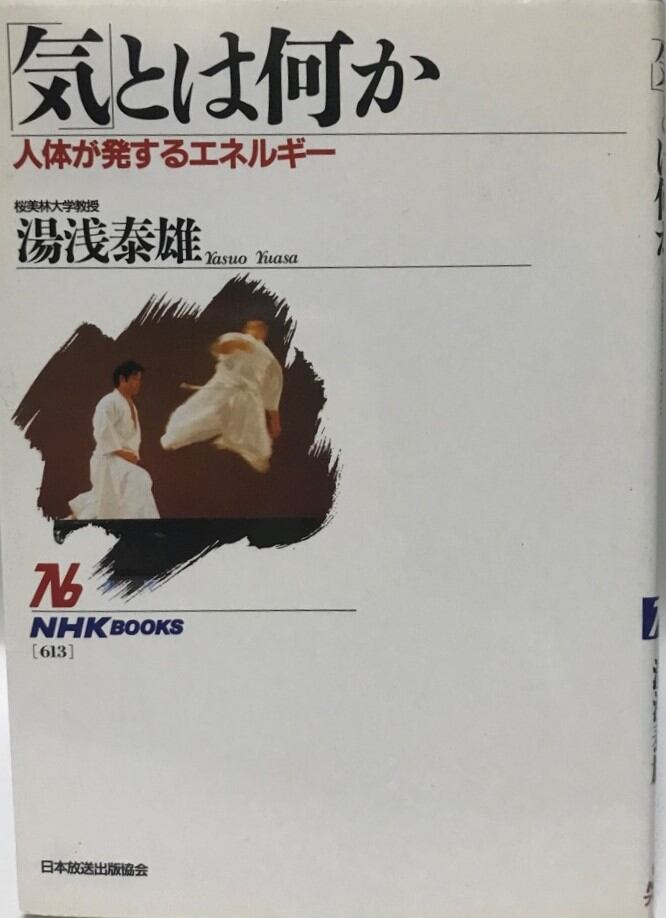 「気」とは何か
人体が発するエネルギー
桜美林大学教授
湯浅泰雄 Yasuo Yuasa
NHK BOOKS
[613]
日本放送出版協会